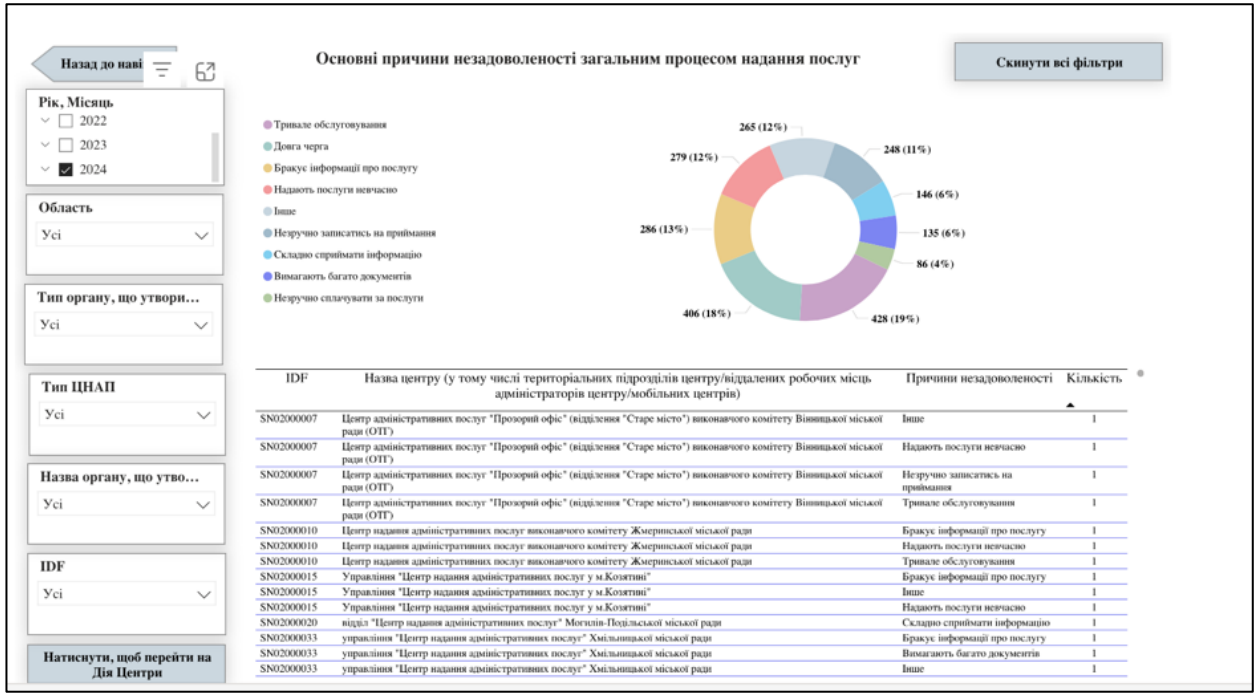 Назад до наві
Основні причини незадоволеності загальним процесом надання послуг
Скинути всі фільтри
Рік, Місяць
2022
2023
2024
Область
Усі
Тип органу, що утвори...
Усі
Тип ЦНАП
Усі
Назва органу, що утво...
Усі
IDF
Усі
Натиснути, щоб перейти на
Дія Центри
Тривале обслуговування
Довга черга
Бракує інформації про послугу
Надають послуги невчасно
Інше
Незручно записатись на приймання
Складно сприймати інформацію
Вимагають багато документів
Незручно сплачувати за послуги
265 (12%)
248 (11%)
279 (12%)
146 (6%)
286 (13%)
135 (6%)
86 (4%)
406 (18%)
428 (19%)
IDF Назва центру (у тому числі територіальних підрозділів центру/віддалених робочих місць Причини незадоволеності Кількість
адміністраторів центру/мобільних центрів)
SN02000007 Центр адміністративних послуг "Прозорий офіс" (відділення "Старе місто") виконавчого комітету Вінницької міської Інше 1
ради (ОТГ)
SN02000007 Центр адміністративних послуг "Прозорий офіс" (відділення "Старе місто") виконавчого комітету Вінницької міської Надають послуги невчасно 1
ради (ОТГ)
SN02000007 Центр адміністративних послуг "Прозорий офіс" (відділення "Старе місто") виконавчого комітету Вінницької міської Незручно записатись на 1
ради (ОТГ) приймання
SN02000007 Центр адміністративних послуг "Прозорий офіс" (відділення "Старе місто") виконавчого комітету Вінницької міської Тривале обслуговування 1
ради (ОТГ)
SN02000010 Центр надання адміністративних послуг виконавчого комітету Жмеринської міської ради Бракує інформації про послугу 1
SN02000010 Центр надання адміністративних послуг виконавчого комітету Жмеринської міської ради Надають послуги невчасно 1
SN02000010 Центр надання адміністративних послуг виконавчого комітету Жмеринської міської ради Тривале обслуговування 1
SN02000015 Управління "Центр надання адміністративних послуг у м.Козятині" Бракує інформації про послугу 1
SN02000015 Управління "Центр надання адміністративних послуг у м.Козятині" Інше 1
SN02000015 Управління "Центр надання адміністративних послуг у м.Козятині" Надають послуги невчасно 1
SN02000020 відділ "Центр надання адміністративних послуг" Могилів-Подільської міської ради Складно сприймати інформацію 1
SN02000033 управління "Центр надання адміністративних послуг" Хмільницької міської ради Бракує інформації про послугу 1
SN02000033 управління "Центр надання адміністративних послуг" Хмільницької міської ради Вимагають багато документів 1
SN02000033 управління "Центр надання адміністративних послуг" Хмільницької міської ради Інше 1